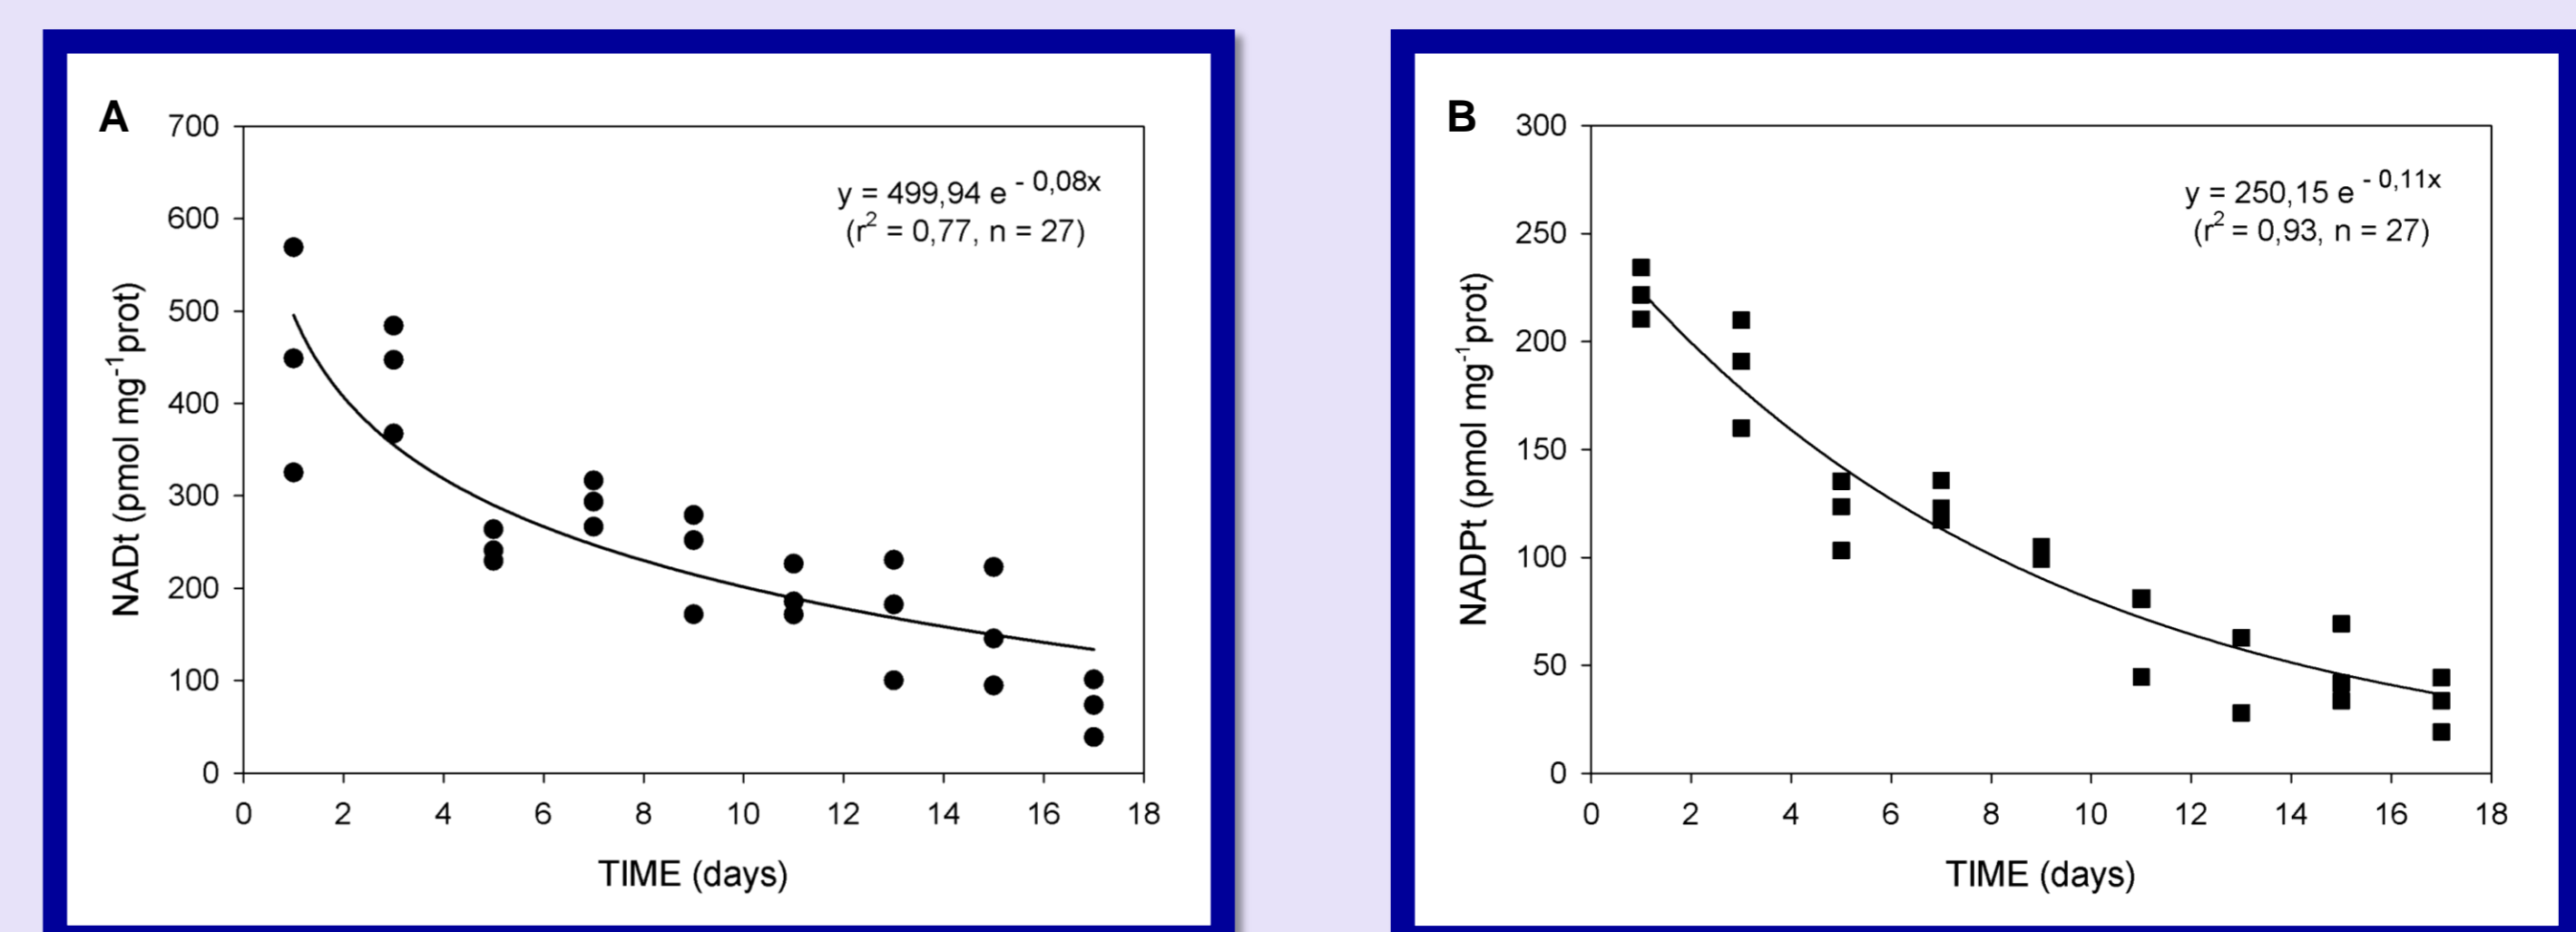 A
y = 499,94 e - 0,08x
(r2 = 0,77, n = 27)
NADt (pmol mg-1prot)
700
600
500
400
300
200
100
0
0 2 4 6 8 10 12 14 16 18
TIME (days)
B
y = 250,15 e - 0,11x
(r2 = 0,93, n = 27)
NADPt (pmol mg-1prot)
300
250
200
150
100
50
0
0 2 4 6 8 10 12 14 16 18
TIME (days)